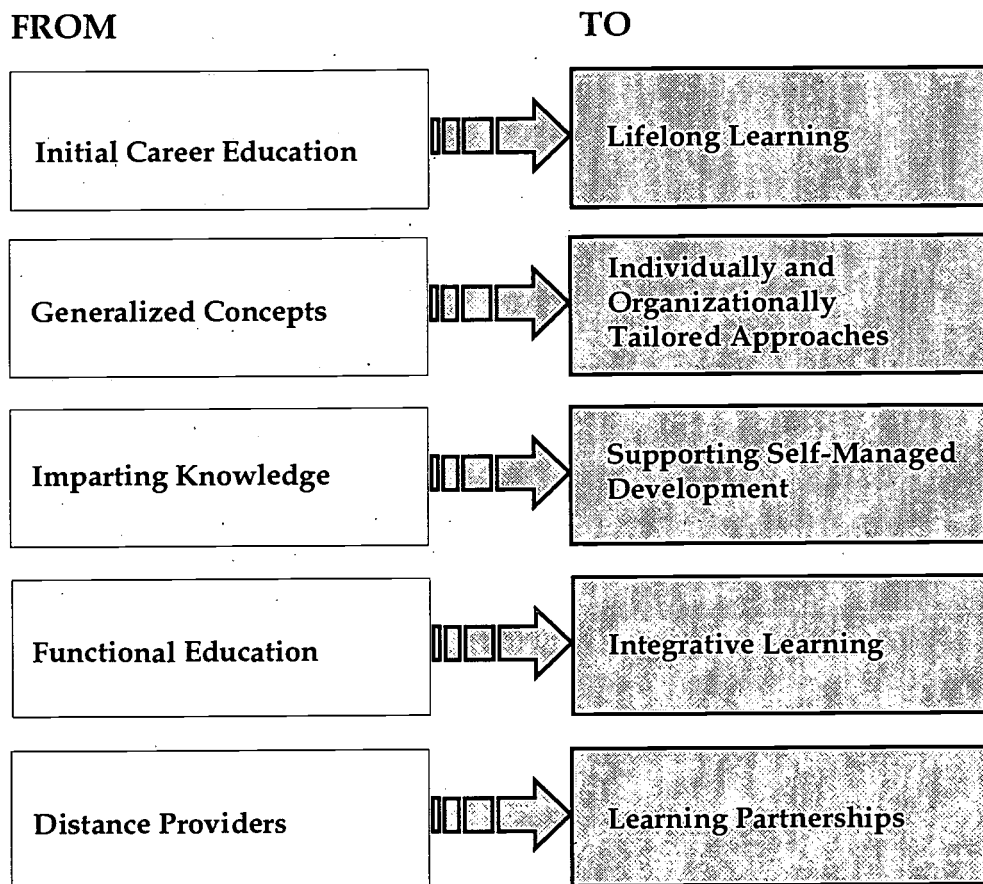 FROM
TO
Initial Career Education
Lifelong Learning
Generalized Concepts
Individually and
Organizationally
Tailored Approaches
Imparting Knowledge
Supporting Self-Managed
Development
Functional Education
Integrative Learning
Distance Providers
Learning Partnerships